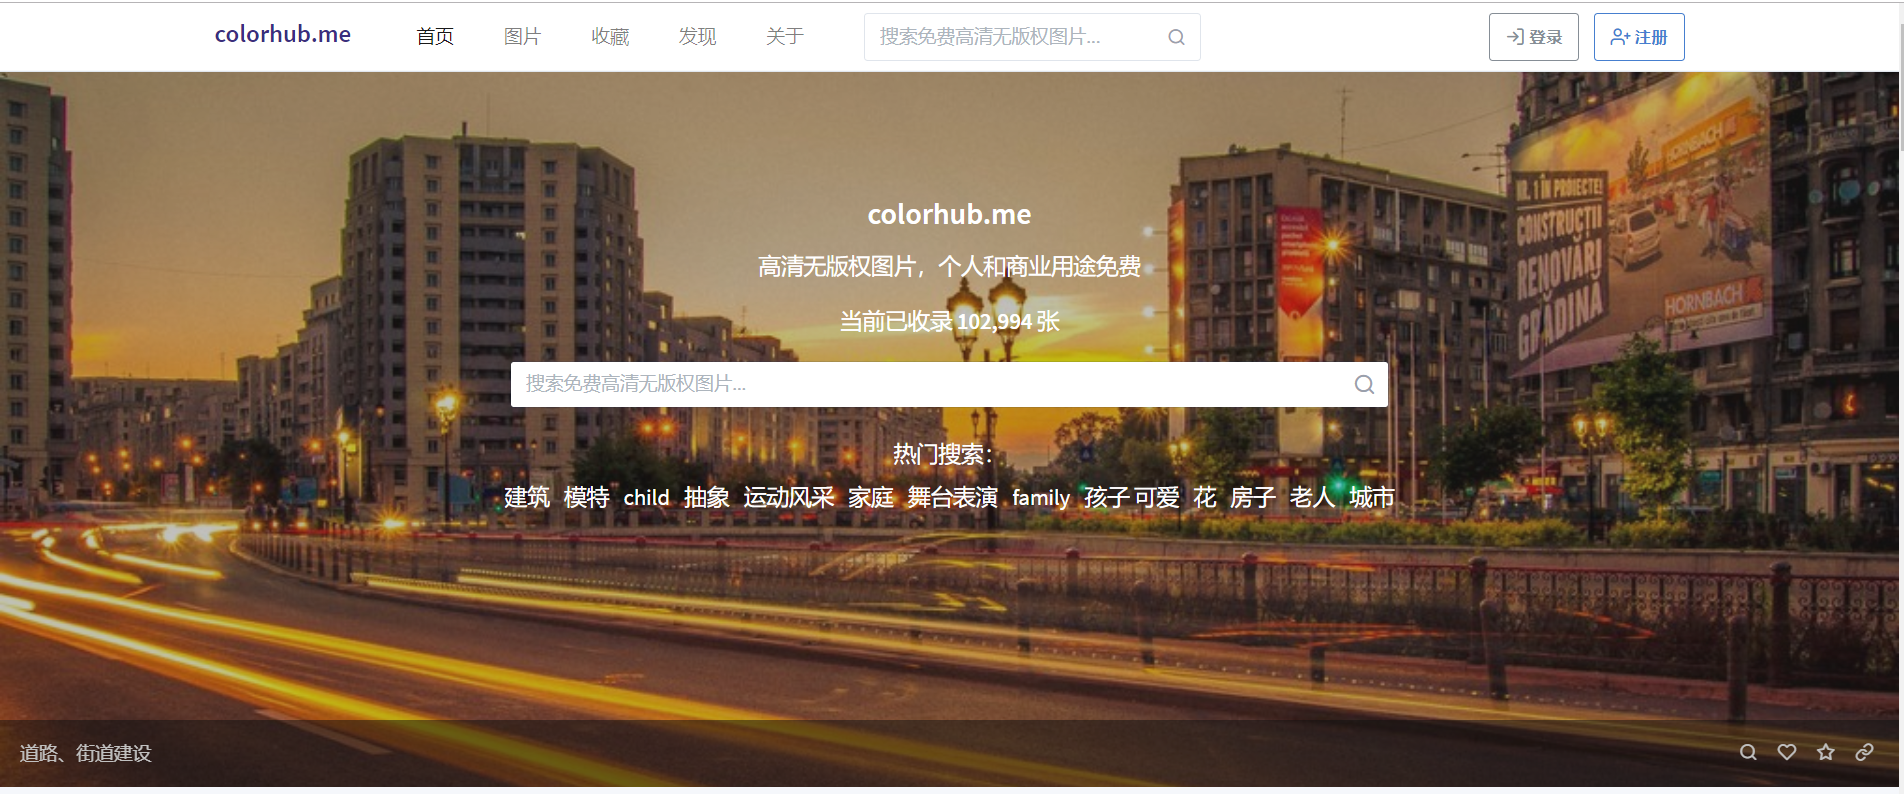 colorhub.me 首页 图片 收藏 发现 关于 搜索免费高清无版权图片... 登录 注册
colorhub.me
高清无版权图片，个人和商业用途免费
当前已收录 102,994 张
搜索免费高清无版权图片...
热门搜索：
建筑 模特 child 抽象 运动风采 家庭 舞台表演 family 孩子可爱 花 房子 老人 城市
HORNBACH
NR. 1 ÎN PROIECTE!
CONSTRUCȚII
RENOVĂRI
GRĂDINA
HORNBACH
道路、街道建设